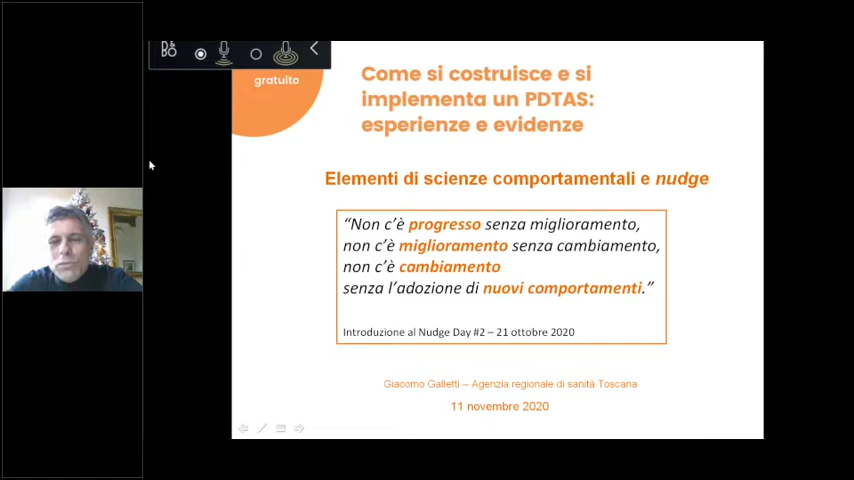 D&BO
gratuito
Come si costruisce e si
implementa un PDTAS:
esperienze e evidenze
Elementi di scienze comportamentali e nudge
“Non c’è progresso senza miglioramento,
non c’è miglioramento senza cambiamento,
non c’è cambiamento
senza l’adozione di nuovi comportamenti.”
Introduzione al Nudge Day #2 – 21 ottobre 2020
Giacomo Galletti – Agenzia regionale di sanità Toscana
11 novembre 2020